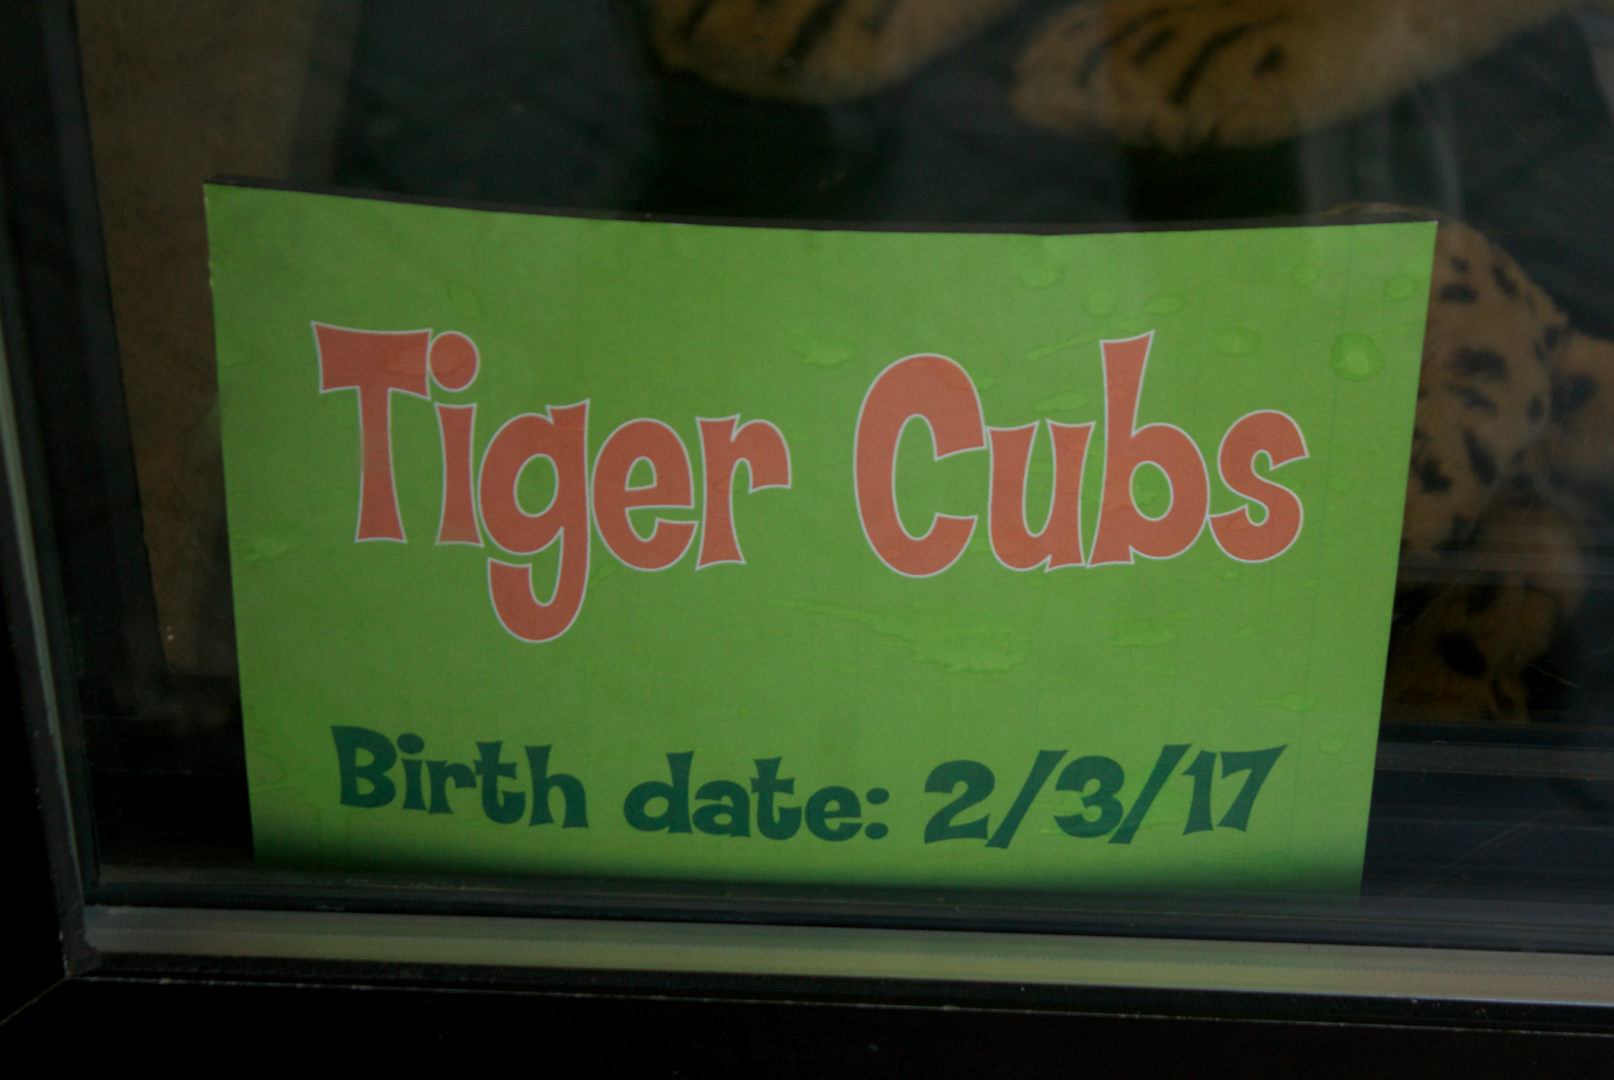 Tiger Cubs
Birth date: 2/3/17